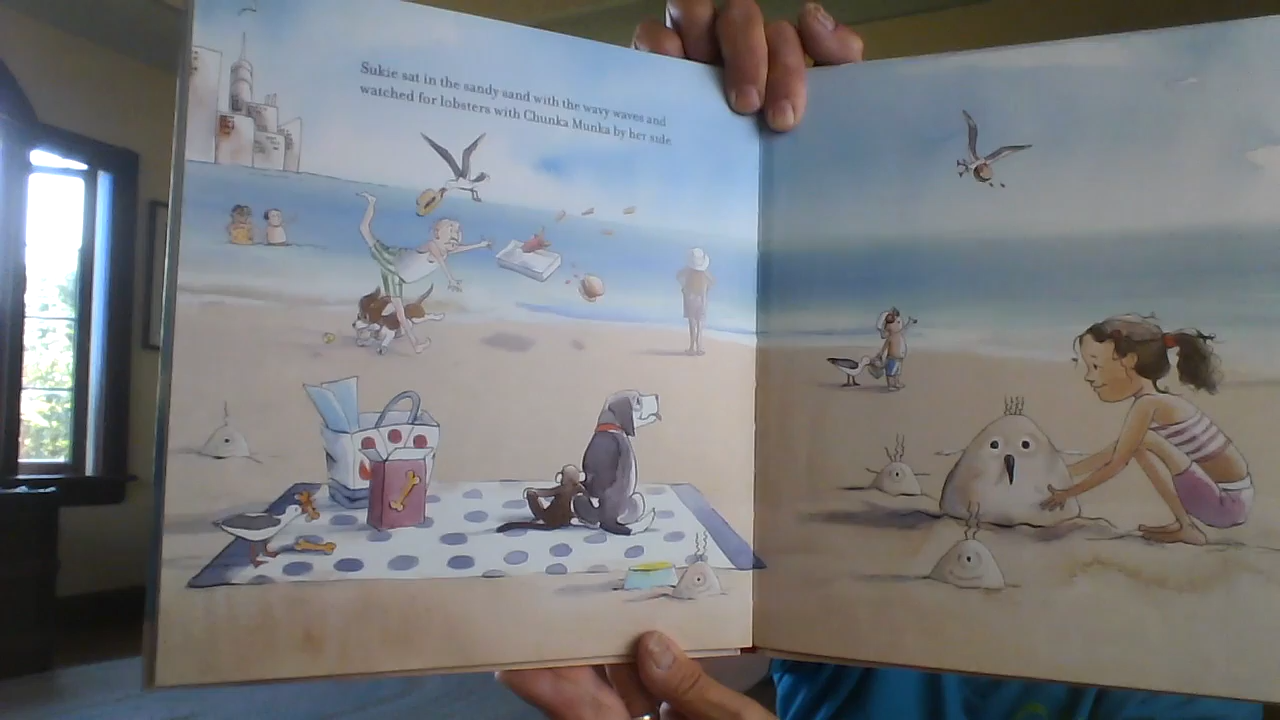 Sukie sat in the sandy sand with the wavy waves and
watched for lobsters with Chunka Munka by her side.